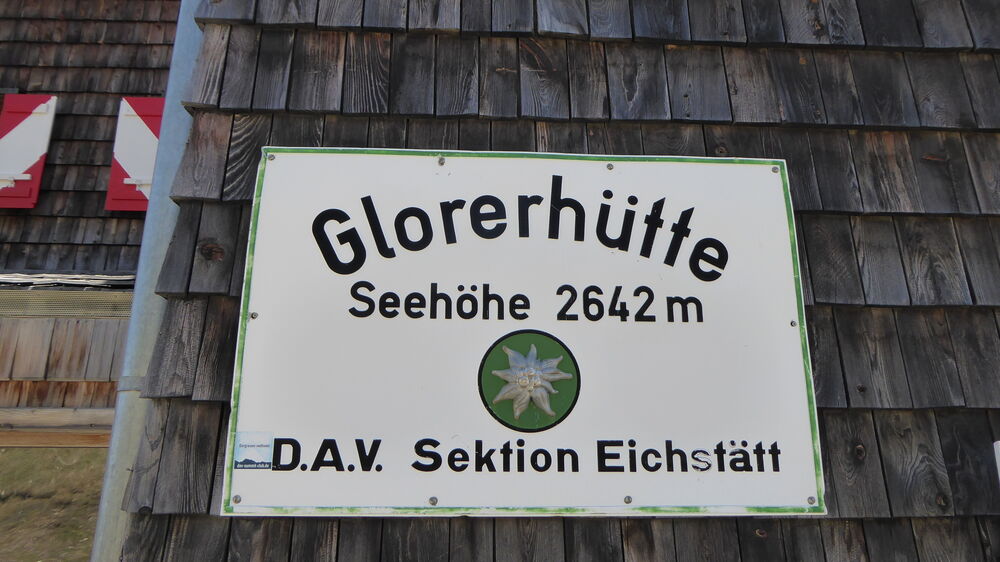 Glorerhütte
Seehöhe 2642 m
D.A.V. Sektion Eichstätt